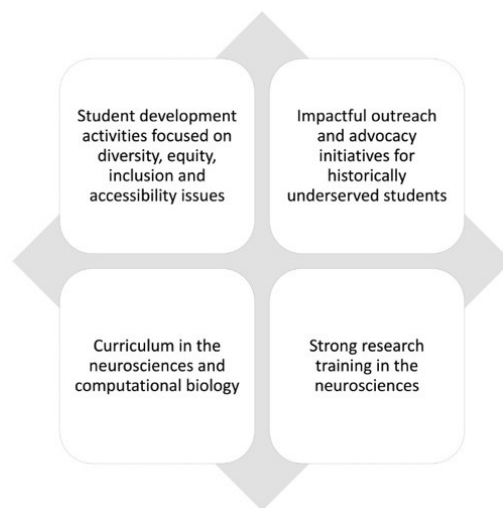 Student development
activities focused on
diversity, equity,
inclusion and
accessibility issues
Impactful outreach
and advocacy
initiatives for
historically
underserved students
Curriculum in the
neurosciences and
computational biology
Strong research
training in the
neurosciences